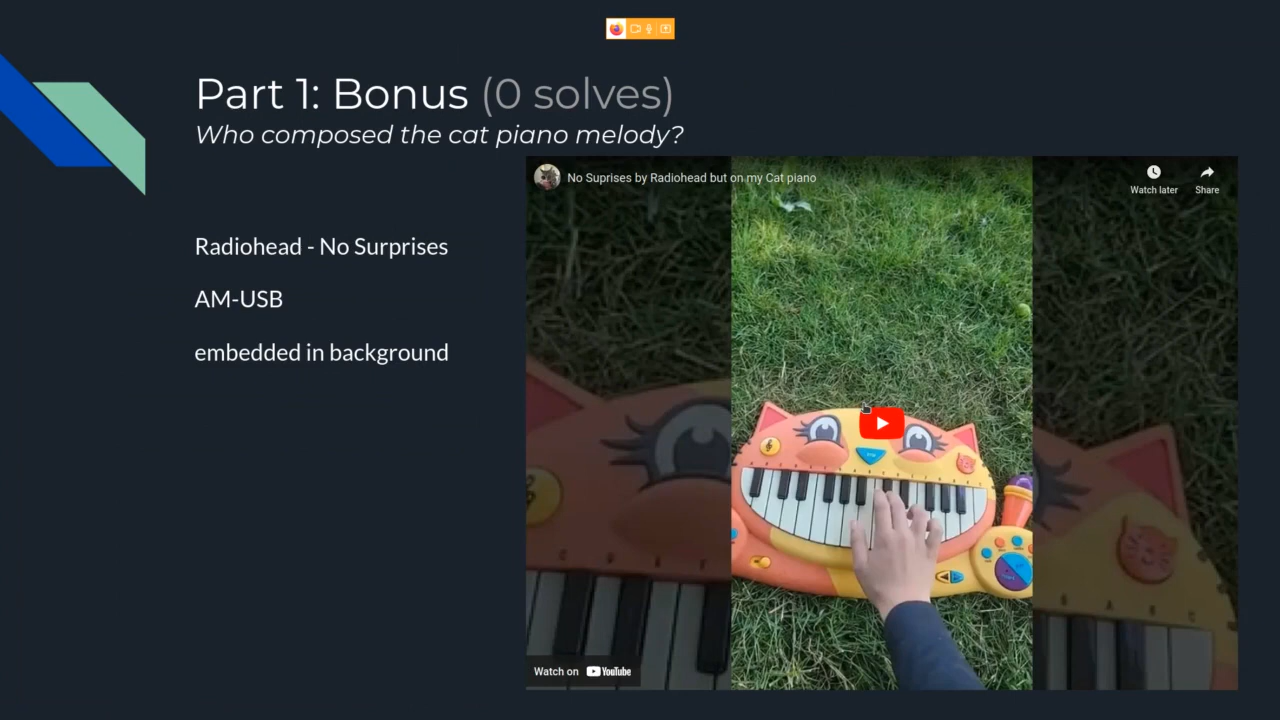 Part 1: Bonus (0 solves)
Who composed the cat piano melody?
No Suprises by Radiohead but on my Cat piano
Watch later
Share
Radiohead - No Surprises
AM-USB
embedded in background
Watch on YouTube